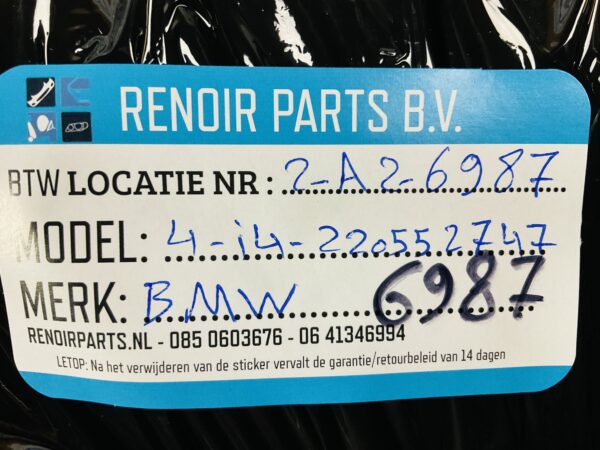 RENOIR PARTS B.V.
BTW LOCATIE NR: 2-A2-6987
MODEL: 4-i4-220552747
MERK: BMW 6987
RENOIRPARTS.NL - 085 0603676 - 06 41346994
LETOP: Na het verwijderen van de sticker vervalt de garantie/retourbeleid van 14 dagen